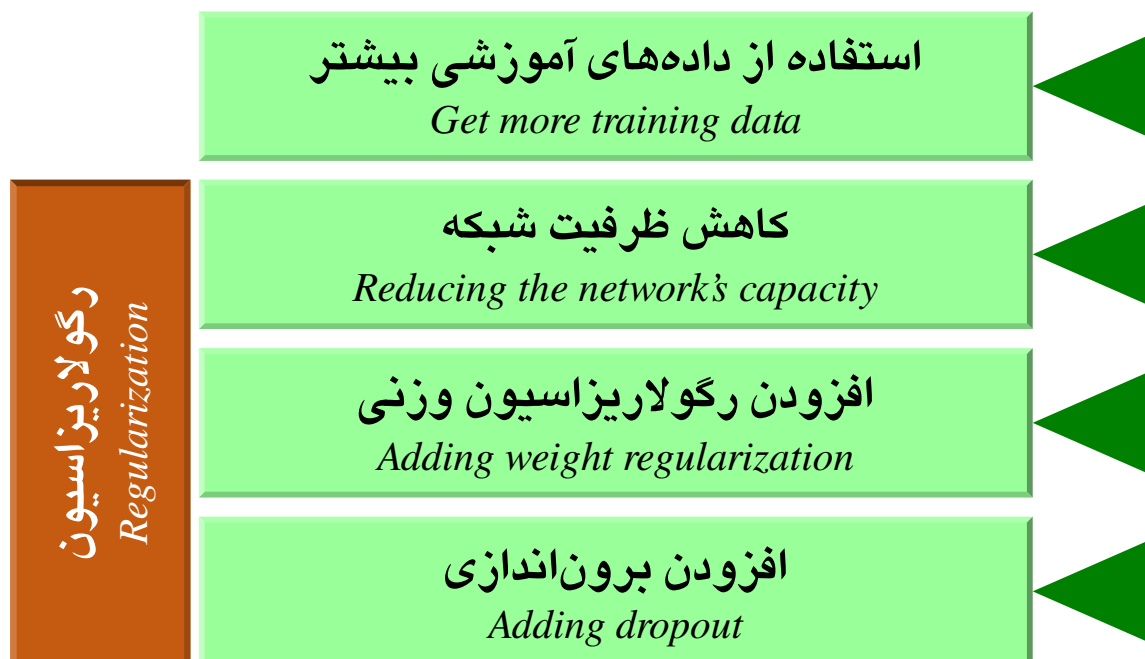 استفاده از داده‌های آموزشی بیشتر
Get more training data
کاهش ظرفیت شبکه
Reducing the network's capacity
افزودن رگولاریزاسیون وزنی
Adding weight regularization
افزودن برون‌اندازی
Adding dropout
رگولاریزاسیون
Regularization